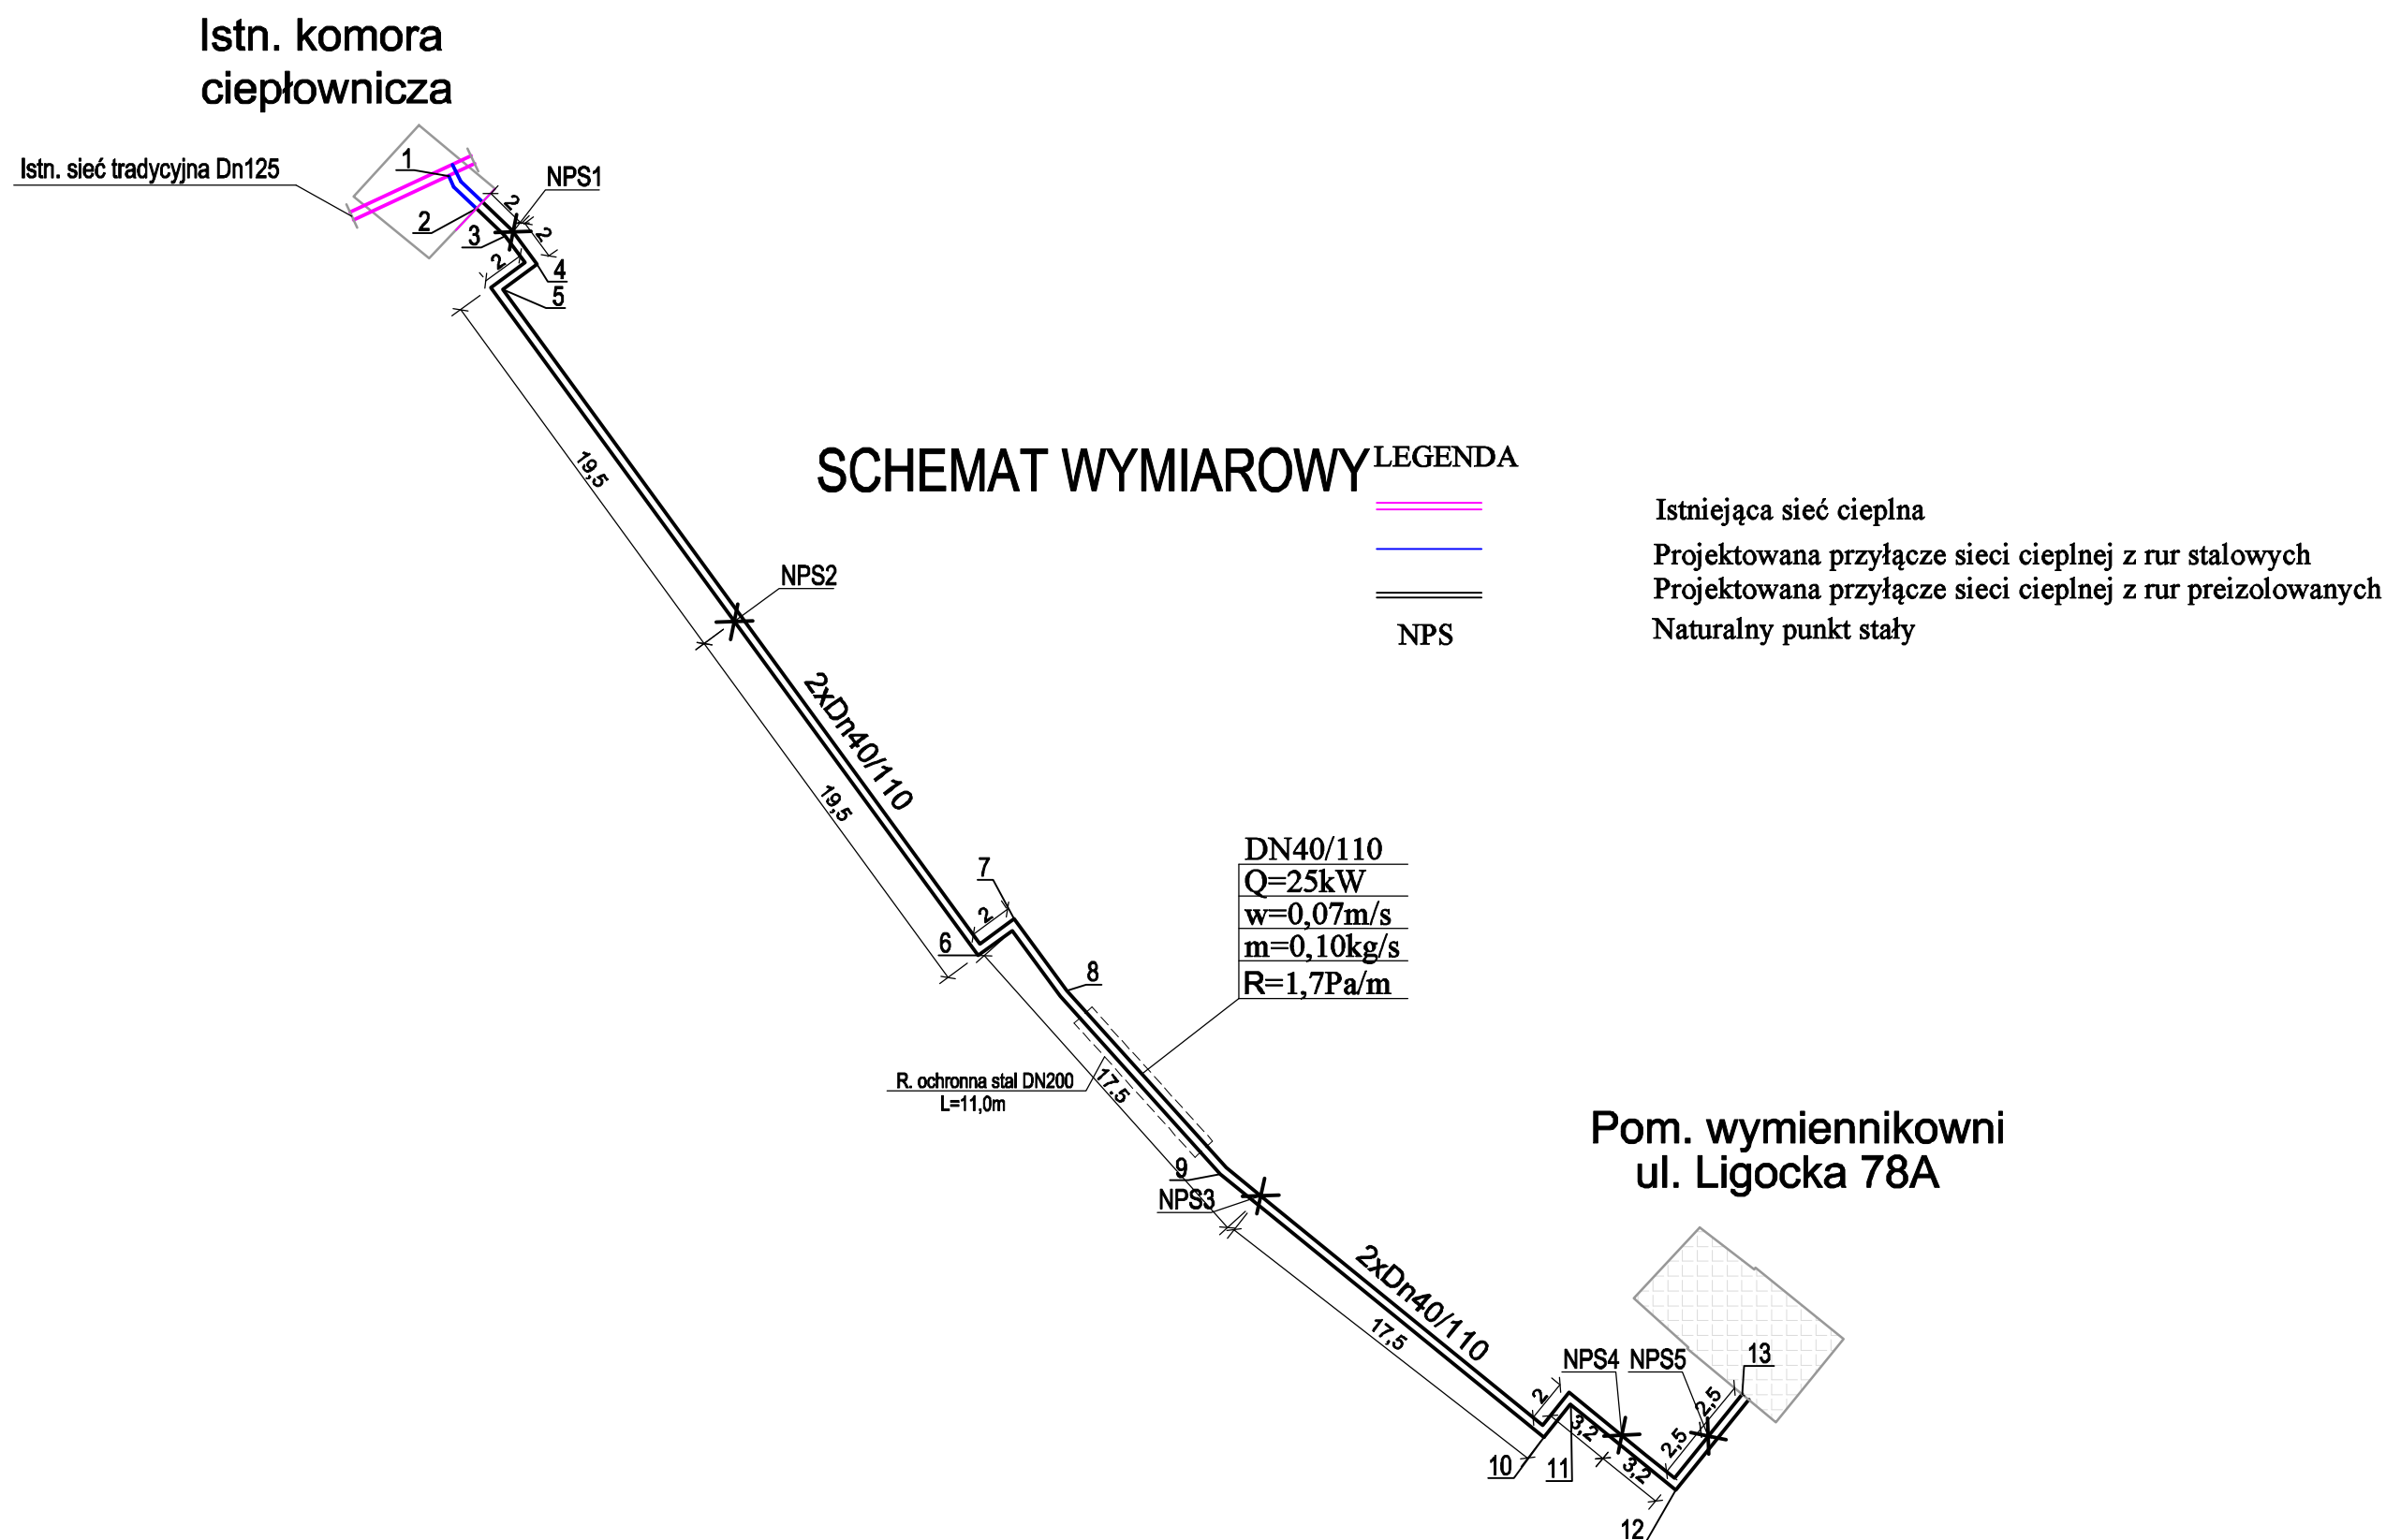 Istn. komora
ciepłownicza
Istn. sieć tradycyjna Dn125
1
NPS1
2
2
3
2
2
4
5
19,5
SCHEMAT WYMIAROWY
LEGENDA
Istniejąca sieć cieplna
Projektowana przyłącze sieci cieplnej z rur stalowych
Projektowana przyłącze sieci cieplnej z rur preizolowanych
NPS
Naturalny punkt stały
NPS2
2xDn40/110
19,5
7
2
6
8
DN40/110
Q=25kW
w=0,07m/s
m=0,10kg/s
R=1,7Pa/m
R. ochronna stal DN200
L=11,0m
17.5
9
NPS3
Pom. wymiennikowni
ul. Ligocka 78A
2xDn40/110
17,5
NPS4
NPS5
13
2
2,5
3,2
2,5
10
11
3,2
12